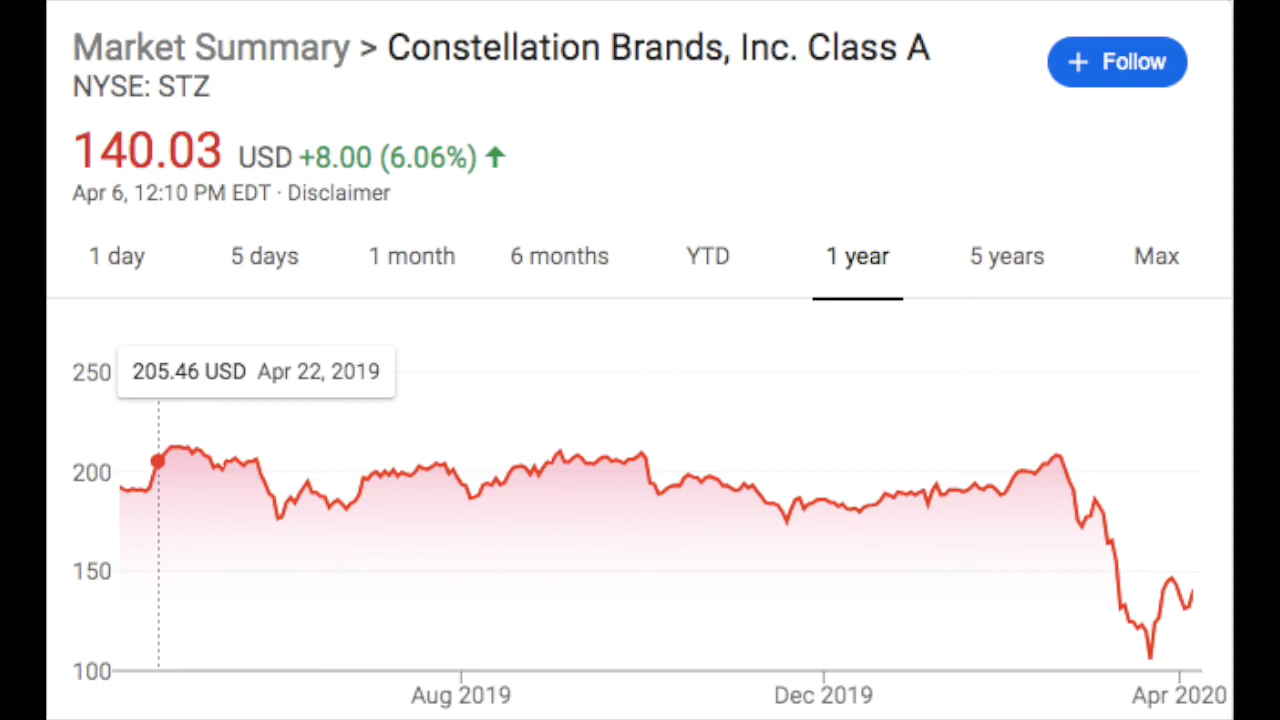 Market Summary > Constellation Brands, Inc. Class A
NYSE: STZ
+ Follow
140.03 USD +8.00 (6.06%) ↑
Apr 6, 12:10 PM EDT · Disclaimer
1 day 5 days 1 month 6 months YTD 1 year 5 years Max
250
205.46 USD Apr 22, 2019
200
150
100
Aug 2019 Dec 2019 Apr 2020